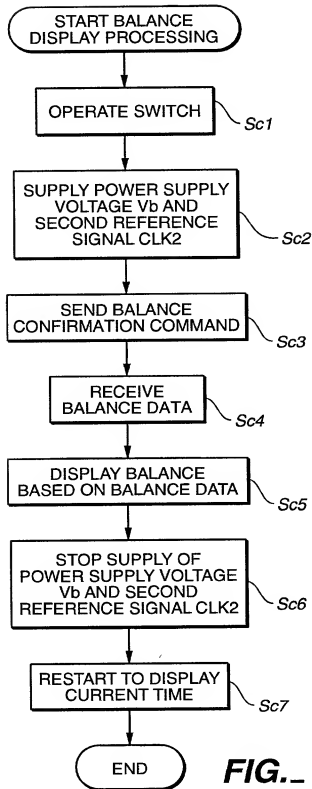 START BALANCE
DISPLAY PROCESSING
OPERATE SWITCH
Sc1
SUPPLY POWER SUPPLY
VOLTAGE Vb AND
SECOND REFERENCE
SIGNAL CLK2
Sc2
SEND BALANCE
CONFIRMATION COMMAND
Sc3
RECEIVE
BALANCE DATA
Sc4
DISPLAY BALANCE
BASED ON BALANCE DATA
Sc5
STOP SUPPLY OF
POWER SUPPLY VOLTAGE
Vb AND SECOND
REFERENCE SIGNAL CLK2
Sc6
RESTART TO DISPLAY
CURRENT TIME
Sc7
END
FIG._